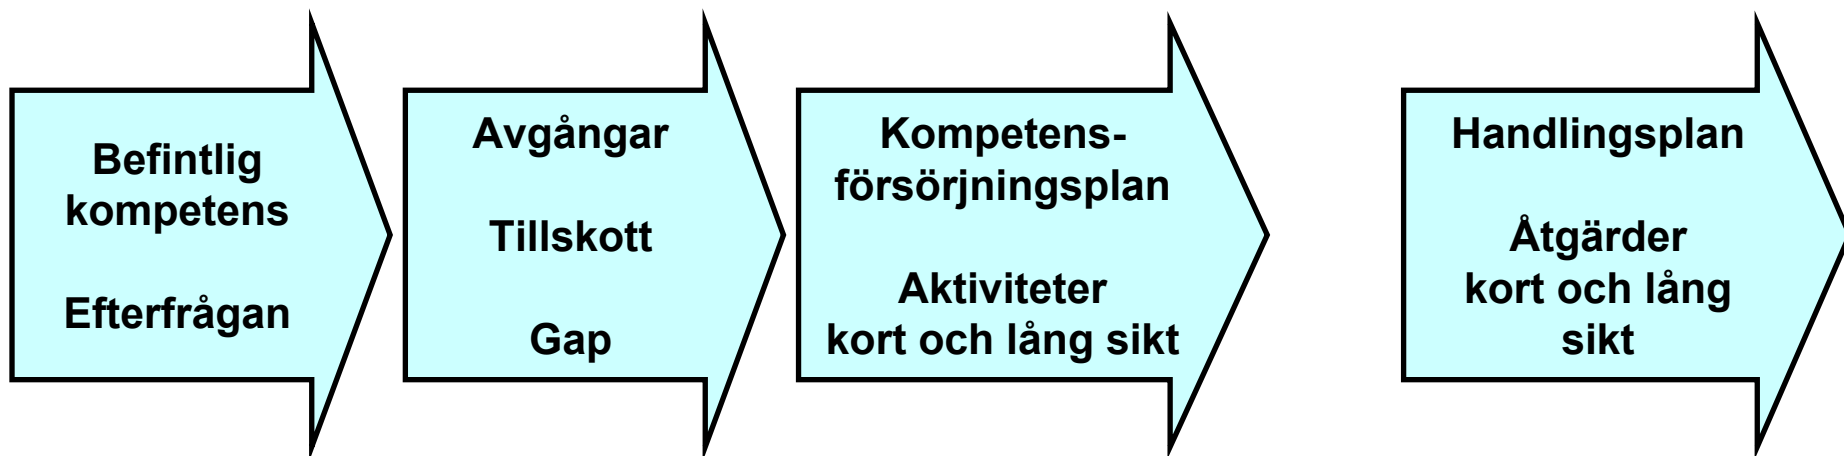 Befintlig
kompetens
Efterfrågan
Avgångar
Tillskott
Gap
Kompetens-
försörjningsplan
Aktiviteter
kort och lång sikt
Handlingsplan
Åtgärder
kort och lång
sikt